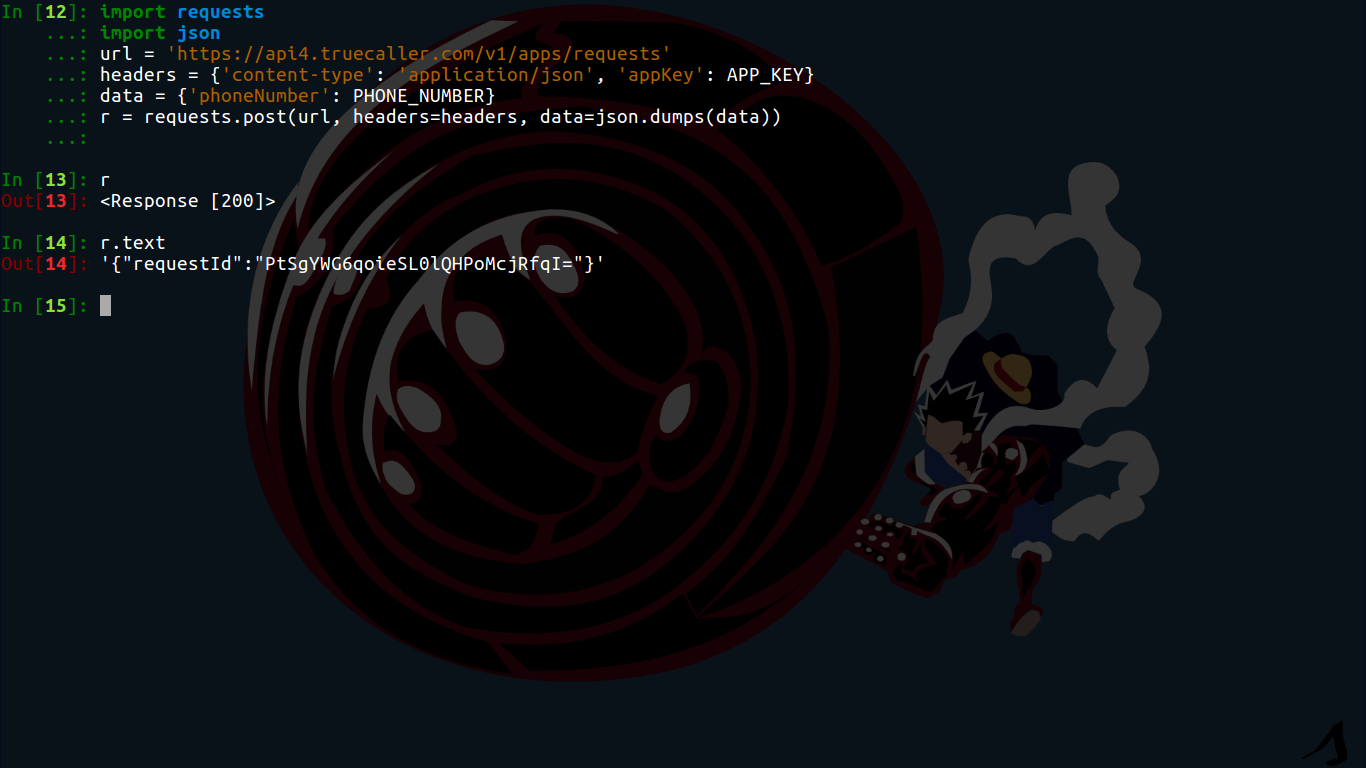 In [12]: import requests
    ...: import json
    ...: url = 'https://api4.truecaller.com/v1/apps/requests'
    ...: headers = {'content-type': 'application/json', 'appKey': APP_KEY}
    ...: data = {'phoneNumber': PHONE_NUMBER}
    ...: r = requests.post(url, headers=headers, data=json.dumps(data))
    ...:
In [13]: r
Out[13]: <Response [200]>
In [14]: r.text
Out[14]: '{"requestId":"PtSgYWG6qoieSL0lQHPoMcjRfqI="}'
In [15]: